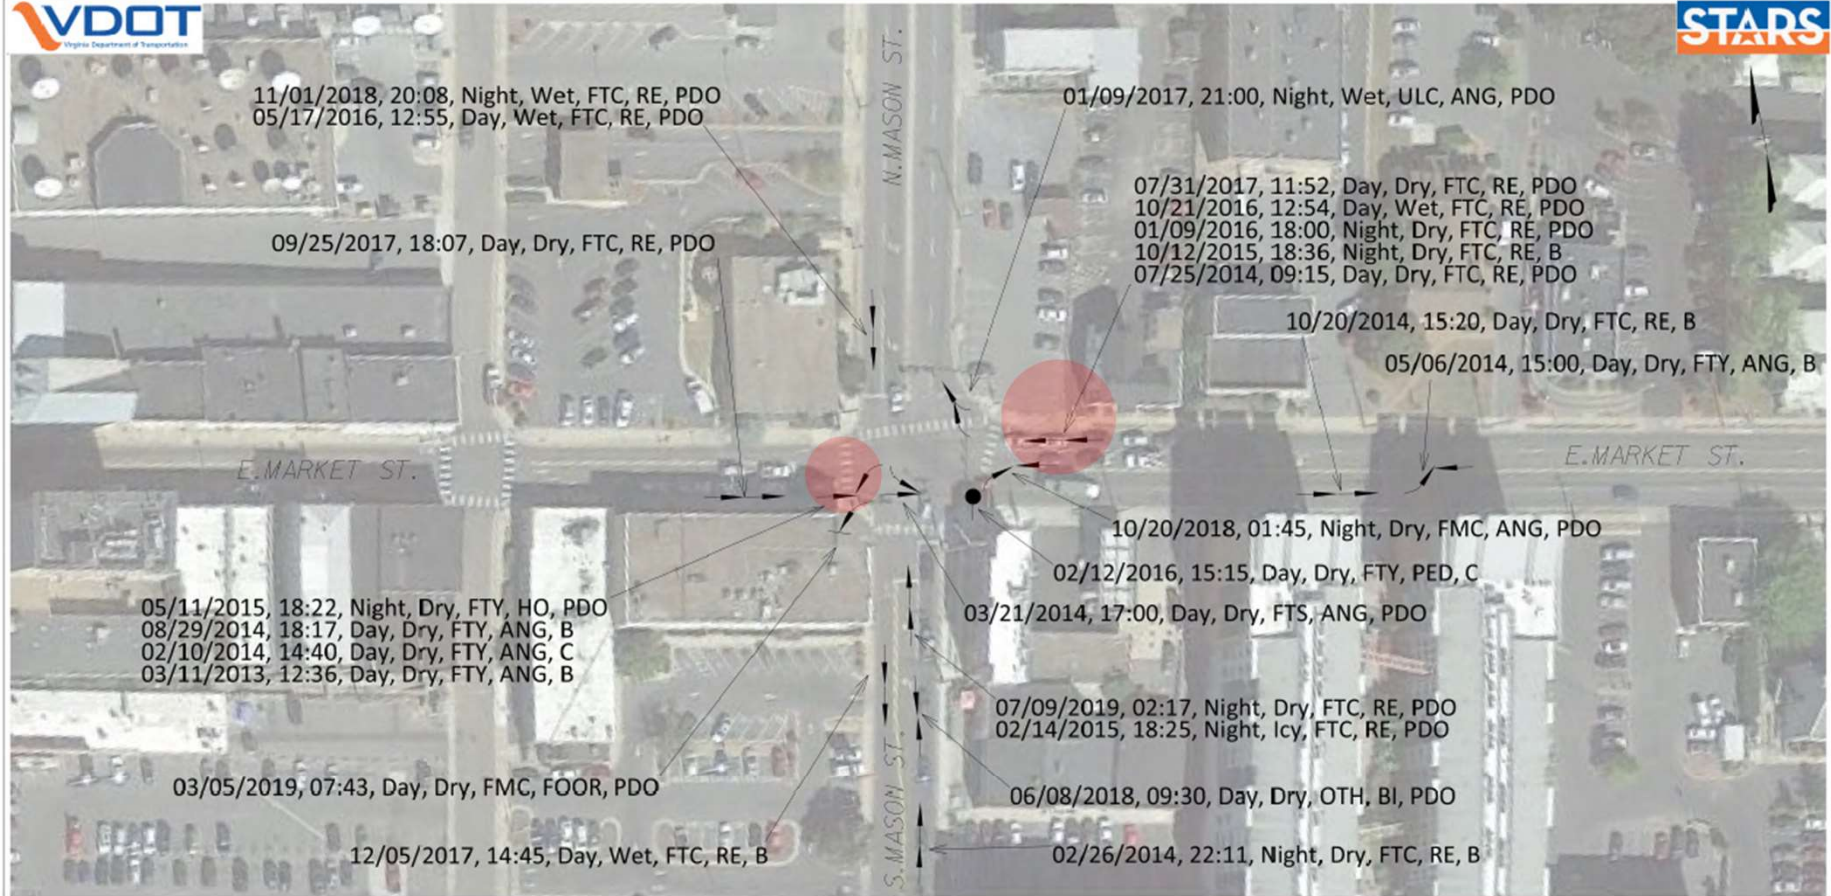 VDOT
Virginia Department of Transportation
STARS
N.MASON ST.
11/01/2018, 20:08, Night, Wet, FTC, RE, PDO
05/17/2016, 12:55, Day, Wet, FTC, RE, PDO
01/09/2017, 21:00, Night, Wet, ULC, ANG, PDO
07/31/2017, 11:52, Day, Dry, FTC, RE, PDO
10/21/2016, 12:54, Day, Wet, FTC, RE, PDO
01/09/2016, 18:00, Night, Dry, FTC, RE, PDO
10/12/2015, 18:36, Night, Dry, FTC, RE, B
07/25/2014, 09:15, Day, Dry, FTC, RE, PDO
09/25/2017, 18:07, Day, Dry, FTC, RE, PDO
10/20/2014, 15:20, Day, Dry, FTC, RE, B
05/06/2014, 15:00, Day, Dry, FTY, ANG, B
E.MARKET ST.
E.MARKET ST.
10/20/2018, 01:45, Night, Dry, FMC, ANG, PDO
02/12/2016, 15:15, Day, Dry, FTY, PED, C
03/21/2014, 17:00, Day, Dry, FTS, ANG, PDO
05/11/2015, 18:22, Night, Dry, FTY, HO, PDO
08/29/2014, 18:17, Day, Dry, FTY, ANG, B
02/10/2014, 14:40, Day, Dry, FTY, ANG, C
03/11/2013, 12:36, Day, Dry, FTY, ANG, B
07/09/2019, 02:17, Night, Dry, FTC, RE, PDO
02/14/2015, 18:25, Night, Icy, FTC, RE, PDO
03/05/2019, 07:43, Day, Dry, FMC, FOOR, PDO
06/08/2018, 09:30, Day, Dry, OTH, BI, PDO
S.MASON ST.
12/05/2017, 14:45, Day, Wet, FTC, RE, B
02/26/2014, 22:11, Night, Dry, FTC, RE, B